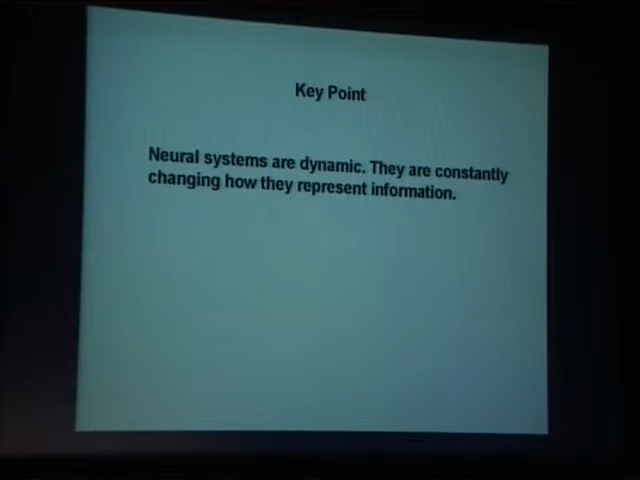 Key Point
Neural systems are dynamic. They are constantly
changing how they represent information.